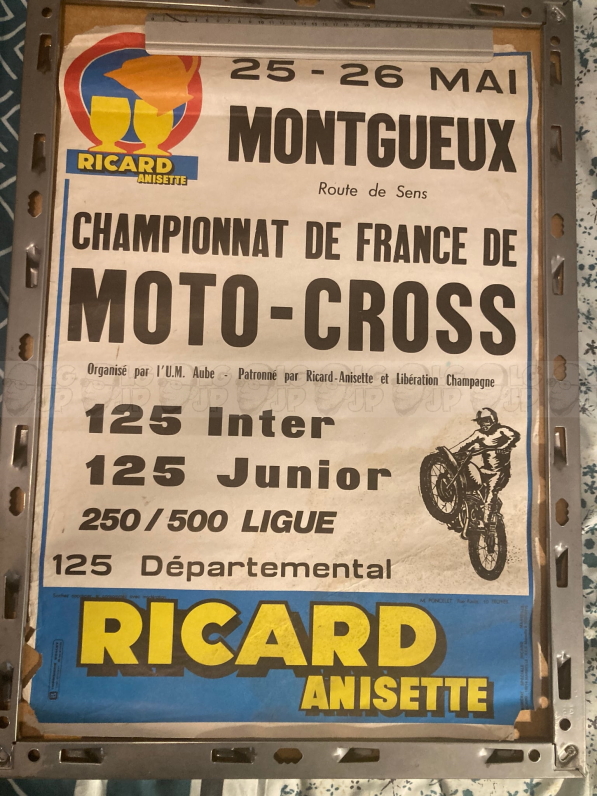 RICARD
ANISETTE
25 - 26 MAI
MONTGUEUX
Route de Sens
CHAMPIONNAT DE FRANCE DE
MOTO-CROSS
Organisé par l'U.M. Aube - Patronné par Ricard-Anisette et Libération Champagne
125 Inter
125 Junior
250/500 LIGUE
125 Départemental
RICARD
ANISETTE